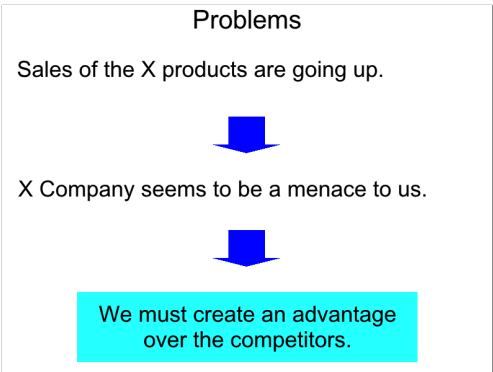 Problems
Sales of the X products are going up.
X Company seems to be a menace to us.
We must create an advantage
over the competitors.